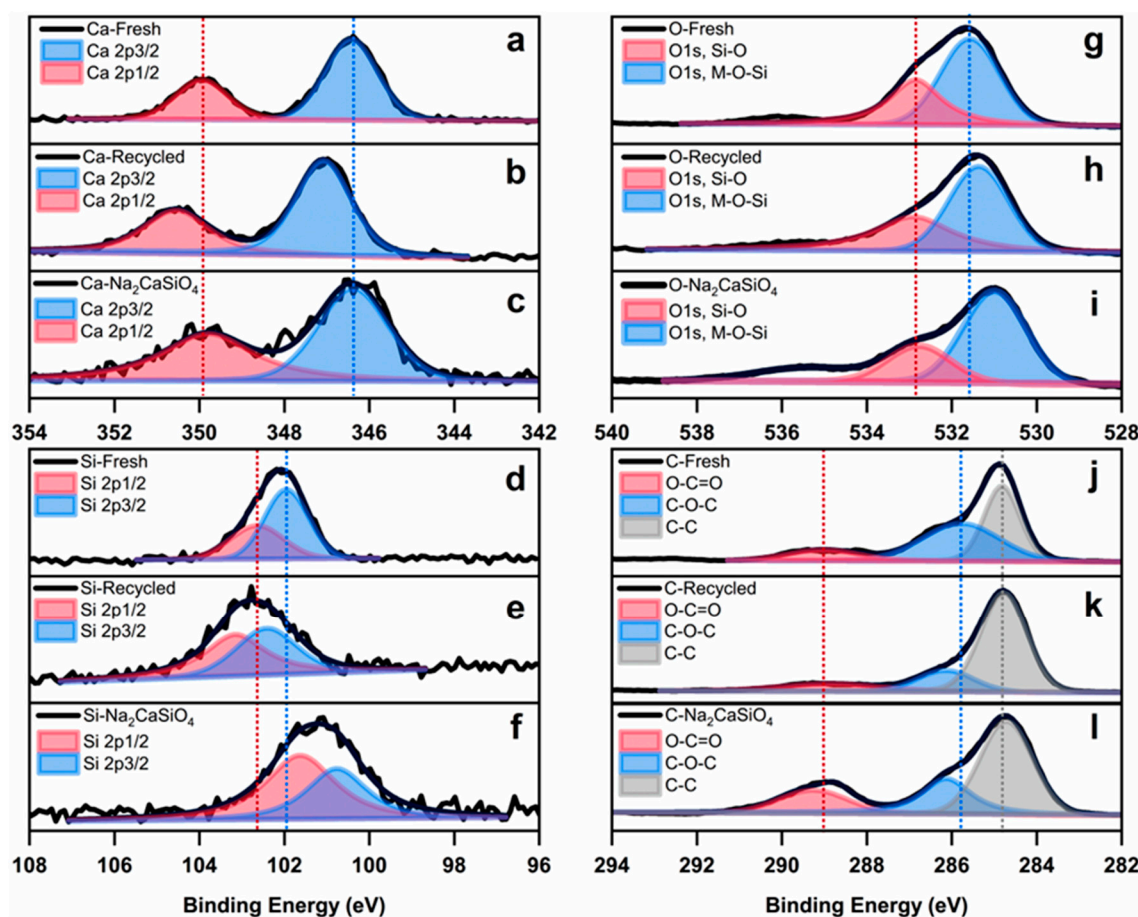 Ca-Fresh
Ca 2p3/2
Ca 2p1/2
a
Ca-Recycled
Ca 2p3/2
Ca 2p1/2
b
Ca-Na₂CaSiO₄
Ca 2p3/2
Ca 2p1/2
c
354 352 350 348 346 344 342
Si-Fresh
Si 2p1/2
Si 2p3/2
d
Si-Recycled
Si 2p1/2
Si 2p3/2
e
Si-Na₂CaSiO₄
Si 2p1/2
Si 2p3/2
f
108 106 104 102 100 98 96
Binding Energy (eV)
O-Fresh
O1s, Si-O
O1s, M-O-Si
g
O-Recycled
O1s, Si-O
O1s, M-O-Si
h
O-Na₂CaSiO₄
O1s, Si-O
O1s, M-O-Si
i
540 538 536 534 532 530 528
C-Fresh
O-C=O
C-O-C
C-C
j
C-Recycled
O-C=O
C-O-C
C-C
k
C-Na₂CaSiO₄
O-C=O
C-O-C
C-C
l
294 292 290 288 286 284 282
Binding Energy (eV)